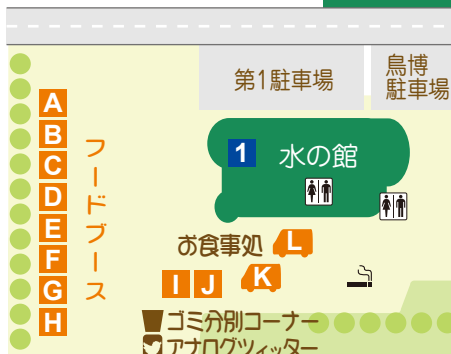 第1駐車場
鳥博
駐車場
A
B
C
D
E
F
G
H
フードブース
1 水の館
お食事処 L
I J K
ゴミ分別コーナー
アナログツイッター